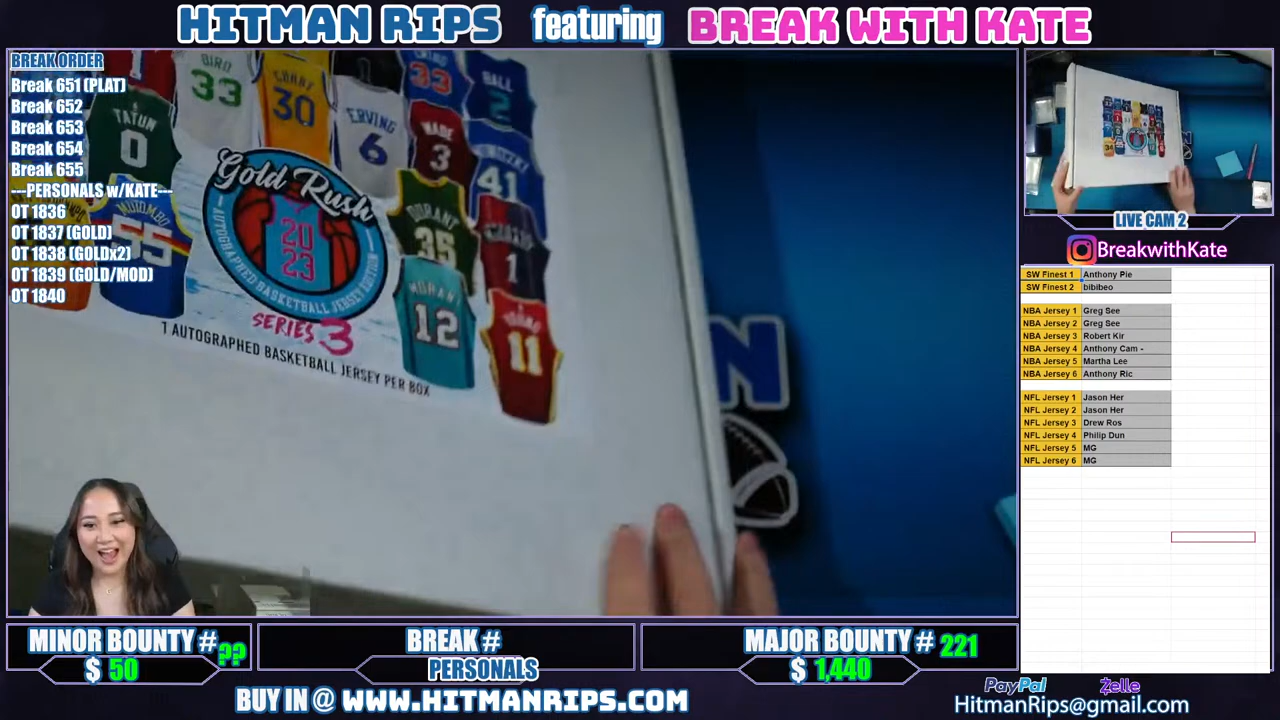 HITMAN RIPS featuring BREAK WITH KATE
BREAK ORDER
Break 651 (PLAT)
Break 652
Break 653
Break 654
Break 655
---PERSONALS w/KATE---
OT 1836
OT 1837 (GOLD)
OT 1838 (GOLDx2)
OT 1839 (GOLD/MOD)
OT 1840
BIRD
33
CURRY
30
ERVING
6
33
BALL
2
TATUM
0
WADE
3
41
MUTOMBO
55
DURANT
35
1
MORANT
12
YOUNG
11
Gold Rush
AUTOGRAPHED BASKETBALL JERSEY EDITION
2023
SERIES 3
1 AUTOGRAPHED BASKETBALL JERSEY PER BOX
N
LIVE CAM 2
BreakwithKate
SW Finest 1 Anthony Pie
SW Finest 2 bibibeo
NBA Jersey 1 Greg See
NBA Jersey 2 Greg See
NBA Jersey 3 Robert Kir
NBA Jersey 4 Anthony Cam -
NBA Jersey 5 Martha Lee
NBA Jersey 6 Anthony Ric
NFL Jersey 1 Jason Her
NFL Jersey 2 Jason Her
NFL Jersey 3 Drew Ros
NFL Jersey 4 Philip Dun
NFL Jersey 5 MG
NFL Jersey 6 MG
MINOR BOUNTY # ??
$ 50
BREAK #
PERSONALS
MAJOR BOUNTY # 221
$ 1,440
BUY IN @ WWW.HITMANRIPS.COM
PayPal Zelle
HitmanRips@gmail.com